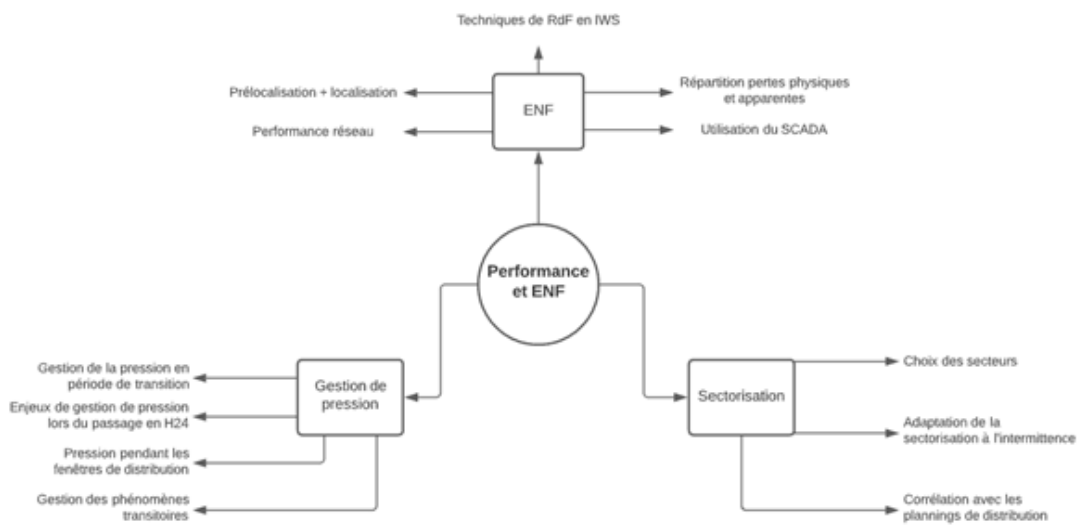 Techniques de RdF en IWS
ENF
Prélocalisation + localisation
Performance réseau
Répartition pertes physiques
et apparentes
Utilisation du SCADA
Performance
et ENF
Gestion de
pression
Gestion de la pression en
période de transition
Enjeux de gestion de pression
lors du passage en H24
Pression pendant les
fenêtres de distribution
Gestion des phénomènes
transitoires
Sectorisation
Choix des secteurs
Adaptation de la
sectorisation à l'intermittence
Corrélation avec les
plannings de distribution